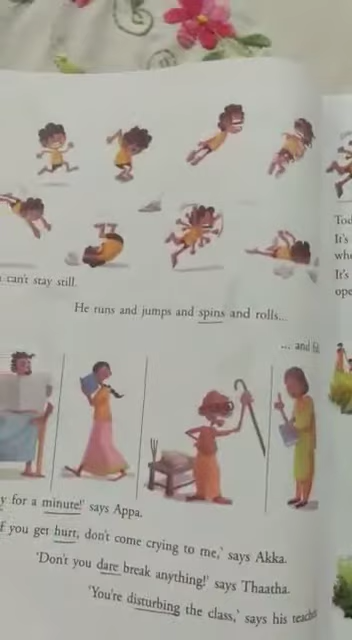 can't stay still.
He runs and jumps and spins and rolls...
... and
y for a minute!' says Appa.
f you get hurt, don't come crying to me,' says Akka.
'Don't you dare break anything!' says Thaatha.
'You're disturbing the class,' says his
It's
It's